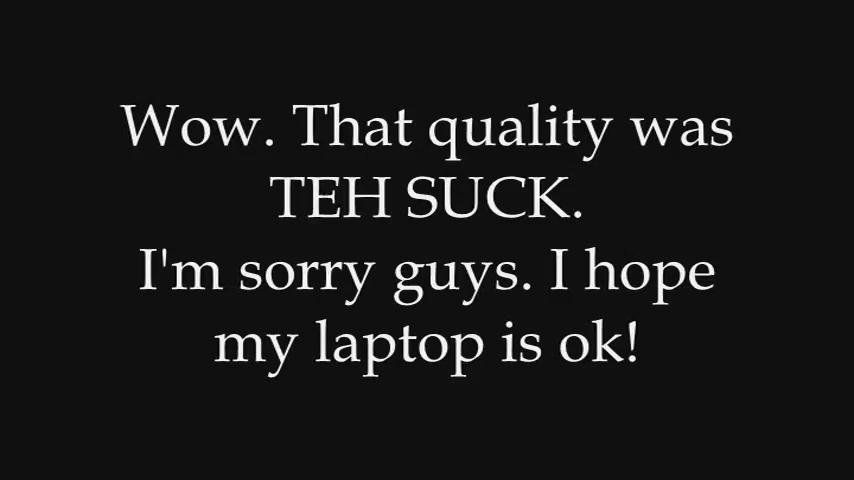 Wow. That quality was
TEH SUCK.
I'm sorry guys. I hope
my laptop is ok!